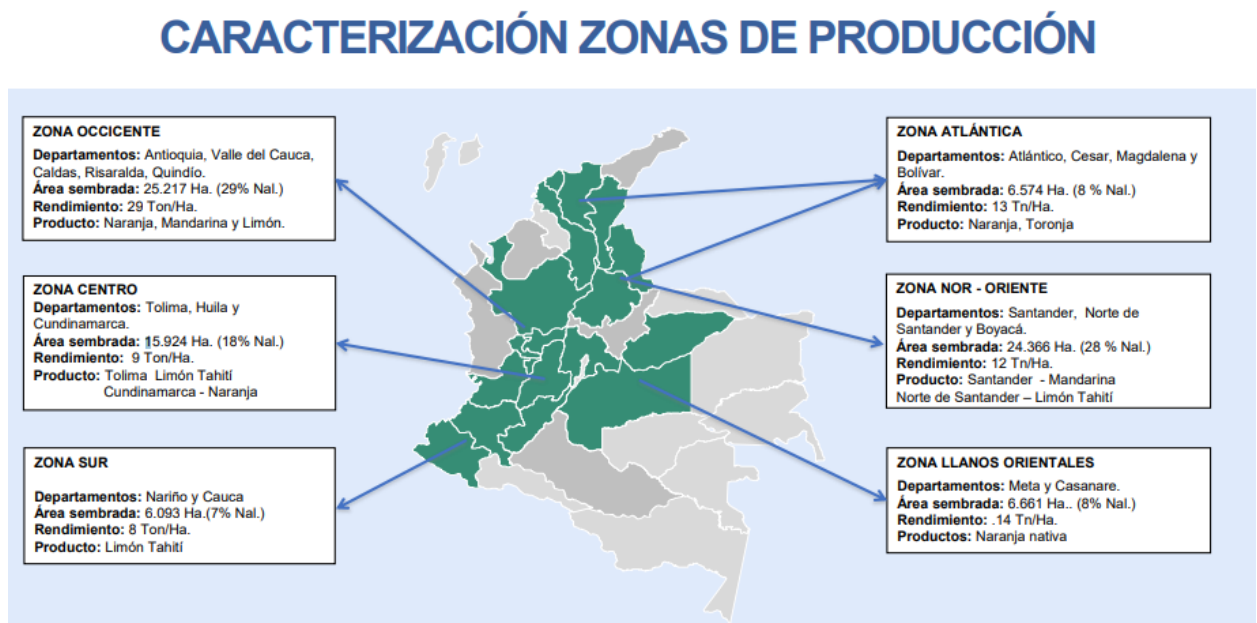 CARACTERIZACIÓN ZONAS DE PRODUCCIÓN
ZONA OCCICENTE
Departamentos: Antioquia, Valle del Cauca,
Caldas, Risaralda, Quindío.
Área sembrada: 25.217 Ha. (29% Nal.)
Rendimiento: 29 Ton/Ha.
Producto: Naranja, Mandarina y Limón.
ZONA CENTRO
Departamentos: Tolima, Huila y
Cundinamarca.
Área sembrada: 15.924 Ha. (18% Nal.)
Rendimiento: 9 Ton/Ha.
Producto: Tolima Limón Tahití
Cundinamarca - Naranja
ZONA SUR
Departamentos: Nariño y Cauca
Área sembrada: 6.093 Ha.(7% Nal.)
Rendimiento: 8 Ton/Ha.
Producto: Limón Tahití
ZONA ATLÁNTICA
Departamentos: Atlántico, Cesar, Magdalena y
Bolívar.
Área sembrada: 6.574 Ha. (8 % Nal.)
Rendimiento: 13 Tn/Ha.
Producto: Naranja, Toronja
ZONA NOR - ORIENTE
Departamentos: Santander, Norte de
Santander y Boyacá.
Área sembrada: 24.366 Ha. (28 % Nal.)
Rendimiento: 12 Tn/Ha.
Producto: Santander - Mandarina
Norte de Santander – Limón Tahití
ZONA LLANOS ORIENTALES
Departamentos: Meta y Casanare.
Área sembrada: 6.661 Ha.. (8% Nal.)
Rendimiento: .14 Tn/Ha.
Productos: Naranja nativa